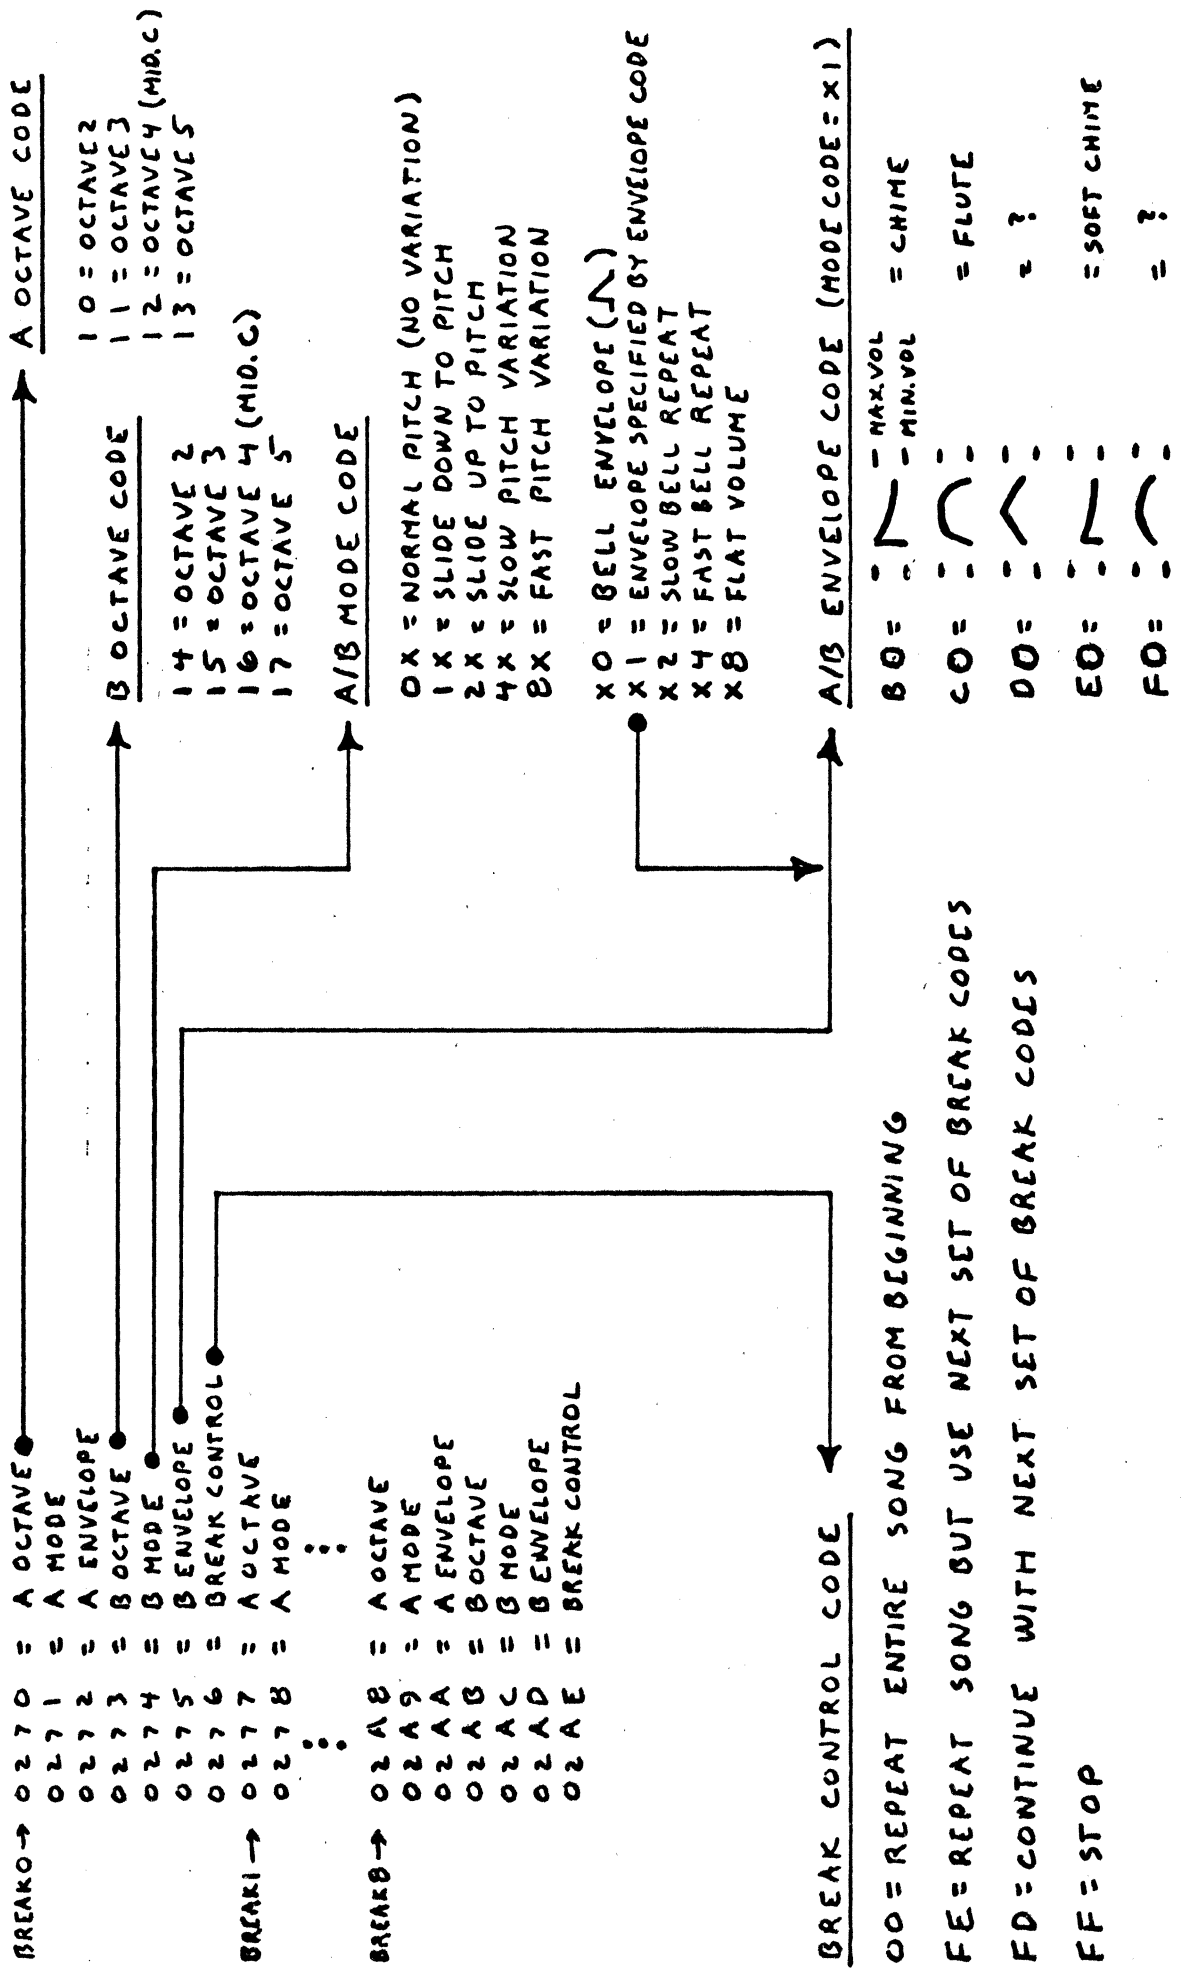 BREAK0→ 0270 = A OCTAVE
0271 = A MODE
0272 = A ENVELOPE
0273 = B OCTAVE
0274 = B MODE
0275 = B ENVELOPE
0276 = BREAK CONTROL
BREAK1→ 0277 = A OCTAVE
0278 = A MODE
BREAK8→ 02A8 = A OCTAVE
02A9 = A MODE
02AA = A ENVELOPE
02AB = B OCTAVE
02AC = B MODE
02AD = B ENVELOPE
02AE = BREAK CONTROL
A OCTAVE CODE
10 = OCTAVE 2
11 = OCTAVE 3
12 = OCTAVE 4 (MID.C)
13 = OCTAVE 5
B OCTAVE CODE
14 = OCTAVE 2
15 = OCTAVE 3
16 = OCTAVE 4 (MID.C)
17 = OCTAVE 5
A/B MODE CODE
0X = NORMAL PITCH (NO VARIATION)
1X = SLIDE DOWN TO PITCH
2X = SLIDE UP TO PITCH
4X = SLOW PITCH VARIATION
8X = FAST PITCH VARIATION
X0 = BELL ENVELOPE ( )
X1 = ENVELOPE SPECIFIED BY ENVELOPE CODE
X2 = SLOW BELL REPEAT
X4 = FAST BELL REPEAT
X8 = FLAT VOLUME
BREAK CONTROL CODE
00 = REPEAT ENTIRE SONG FROM BEGINNING
FE = REPEAT SONG BUT USE NEXT SET OF BREAK CODES
FD = CONTINUE WITH NEXT SET OF BREAK CODES
FF = STOP
A/B ENVELOPE CODE (MODE CODE = X1)
B0 = - MAX.VOL
- MIN.VOL = CHIME
C0 = = FLUTE
D0 = = ?
E0 = = SOFT CHIME
F0 = = ?